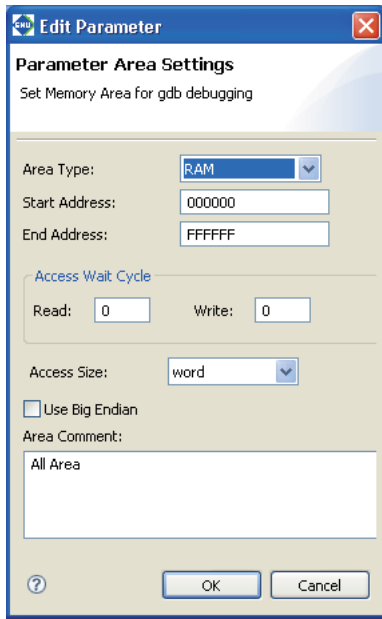 EMU Edit Parameter
Parameter Area Settings
Set Memory Area for gdb debugging
Area Type: RAM
Start Address: 000000
End Address: FFFFFF
Access Wait Cycle
Read: 0 Write: 0
Access Size: word
Use Big Endian
Area Comment:
All Area
? OK Cancel